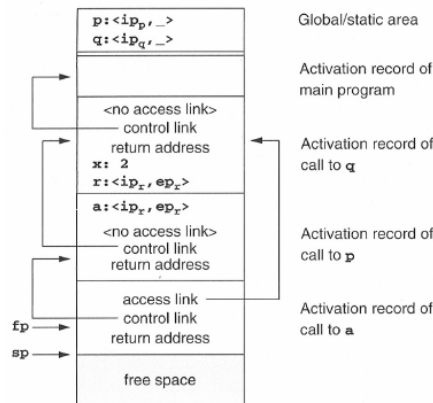 p:<ip_p,_>
q:<ip_q,_>
Global/static area
Activation record of
main program
<no access link>
control link
return address
x: 2
r:<ip_r,ep_r>
Activation record of
call to q
a:<ip_r,ep_r>
<no access link>
control link
return address
Activation record of
call to p
access link
control link
return address
Activation record of
call to a
fp
sp
free space